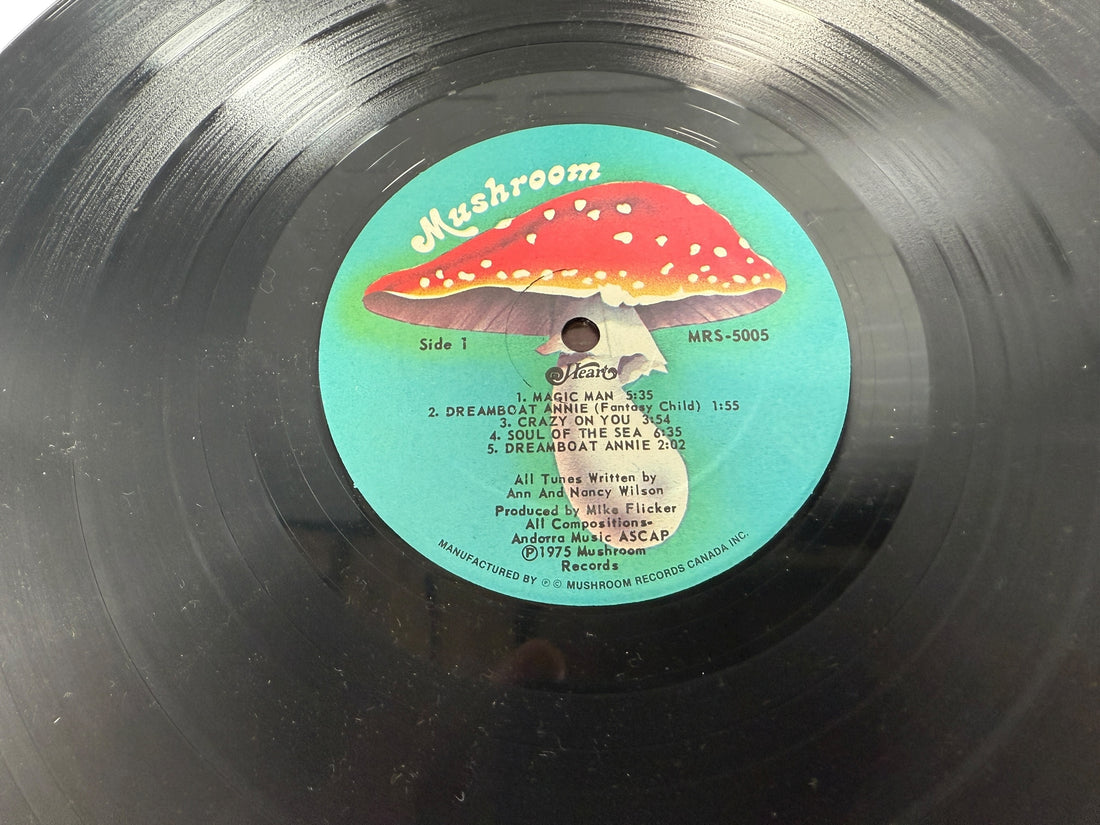 Mushroom
Side 1
MRS-5005
Heart
1. MAGIC MAN 5:35
2. DREAMBOAT ANNIE (Fantasy Child) 1:55
3. CRAZY ON YOU 3:54
4. SOUL OF THE SEA 6:35
5. DREAMBOAT ANNIE 2:02
All Tunes Written by
Ann And Nancy Wilson
Produced by Mike Flicker
All Compositions-
Andorra Music ASCAP
Ⓟ1975 Mushroom
Records
MANUFACTURED BY Ⓟ © MUSHROOM RECORDS CANADA INC.